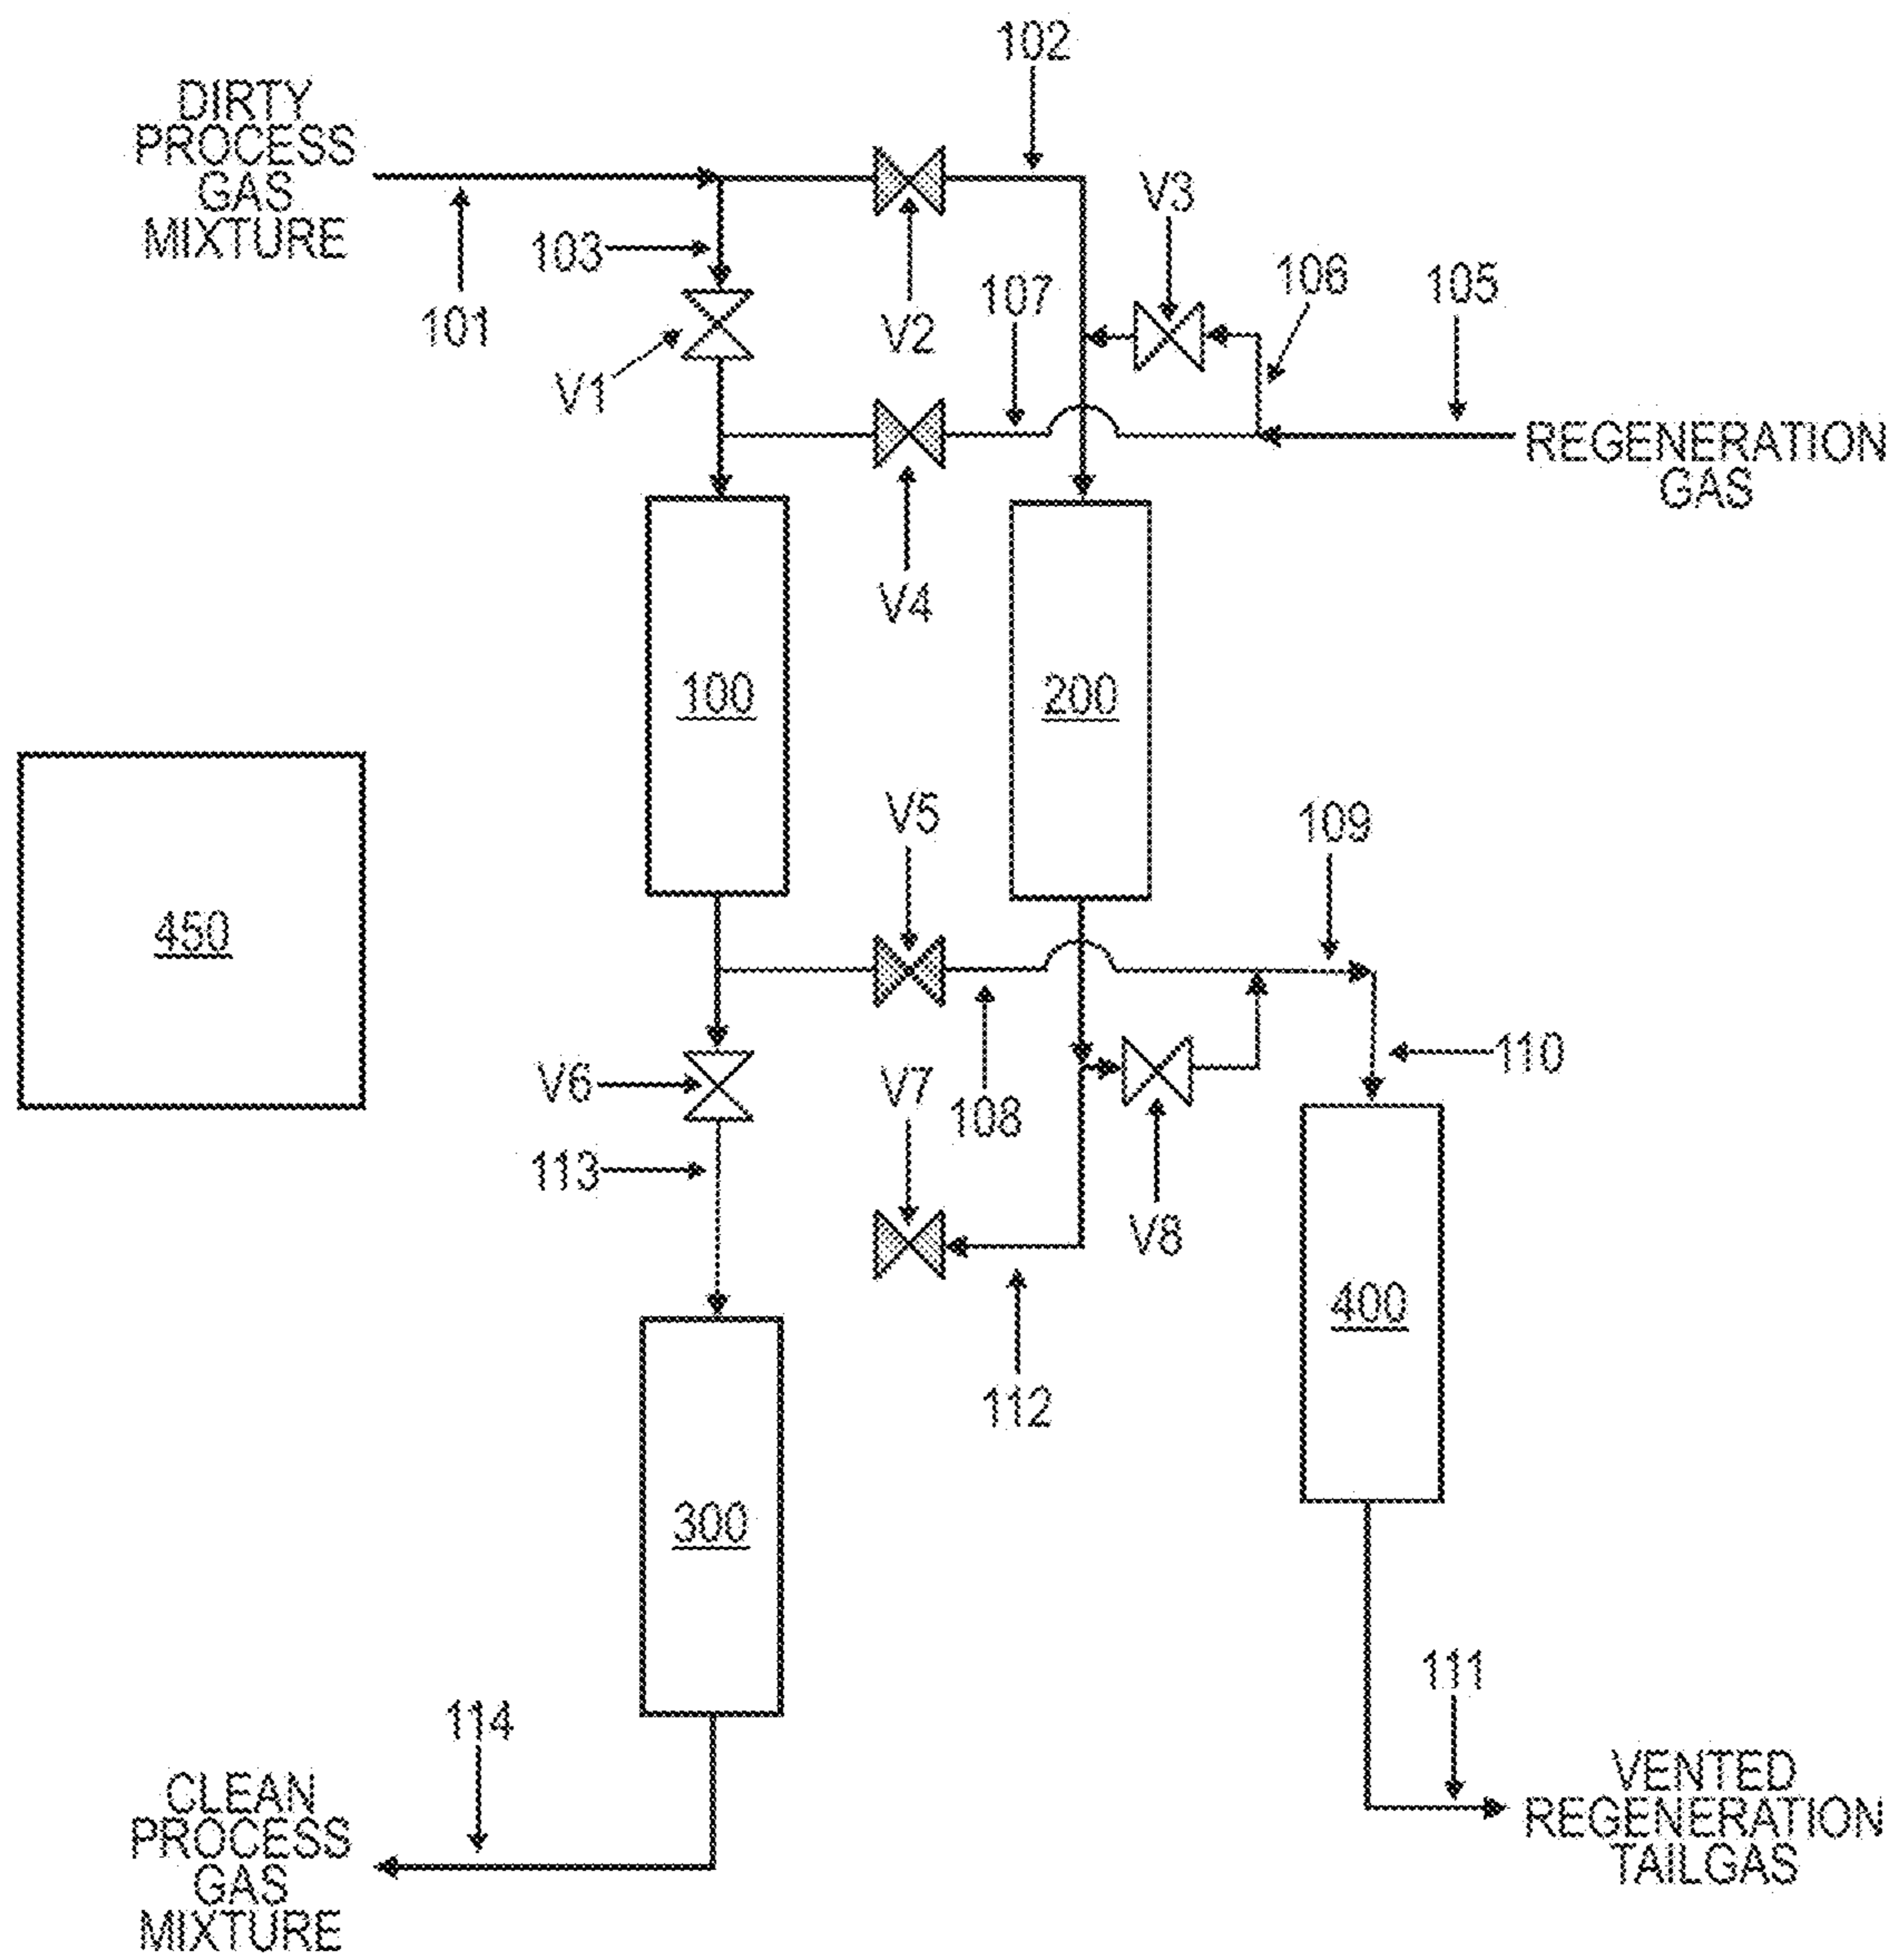 102
DIRTY
PROCESS
GAS
MIXTURE
V3
103
101
V2
107
106
105
V1
REGENERATION
GAS
V4
100
200
V5
109
450
V6
V7
108
110
113
V8
400
112
300
111
114
CLEAN
PROCESS
GAS
MIXTURE
VENTED
REGENERATION
TAILGAS